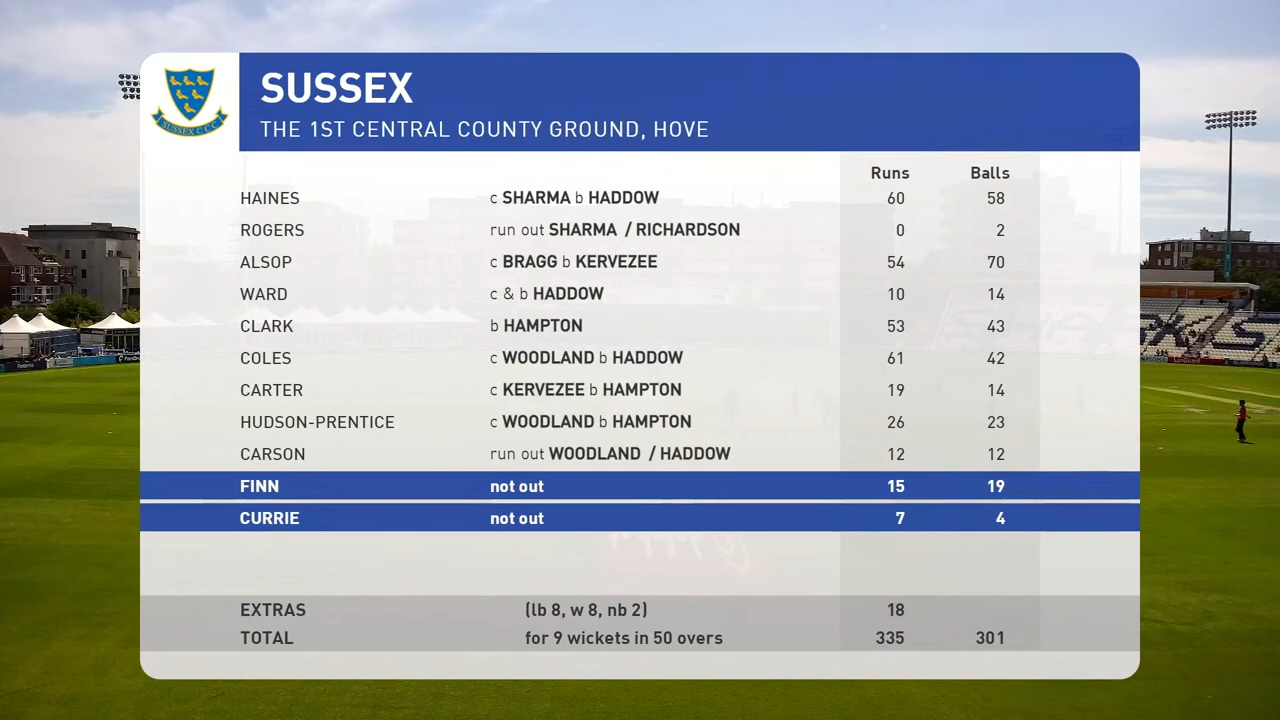 SUSSEX
THE 1ST CENTRAL COUNTY GROUND, HOVE
SUSSEX C C C
Runs Balls
HAINES c SHARMA b HADDOW 60 58
ROGERS run out SHARMA / RICHARDSON 0 2
ALSOP c BRAGG b KERVEZEE 54 70
WARD c & b HADDOW 10 14
CLARK b HAMPTON 53 43
COLES c WOODLAND b HADDOW 61 42
CARTER c KERVEZEE b HAMPTON 19 14
HUDSON-PRENTICE c WOODLAND b HAMPTON 26 23
CARSON run out WOODLAND / HADDOW 12 12
FINN not out 15 19
CURRIE not out 7 4
EXTRAS (lb 8, w 8, nb 2) 18
TOTAL for 9 wickets in 50 overs 335 301